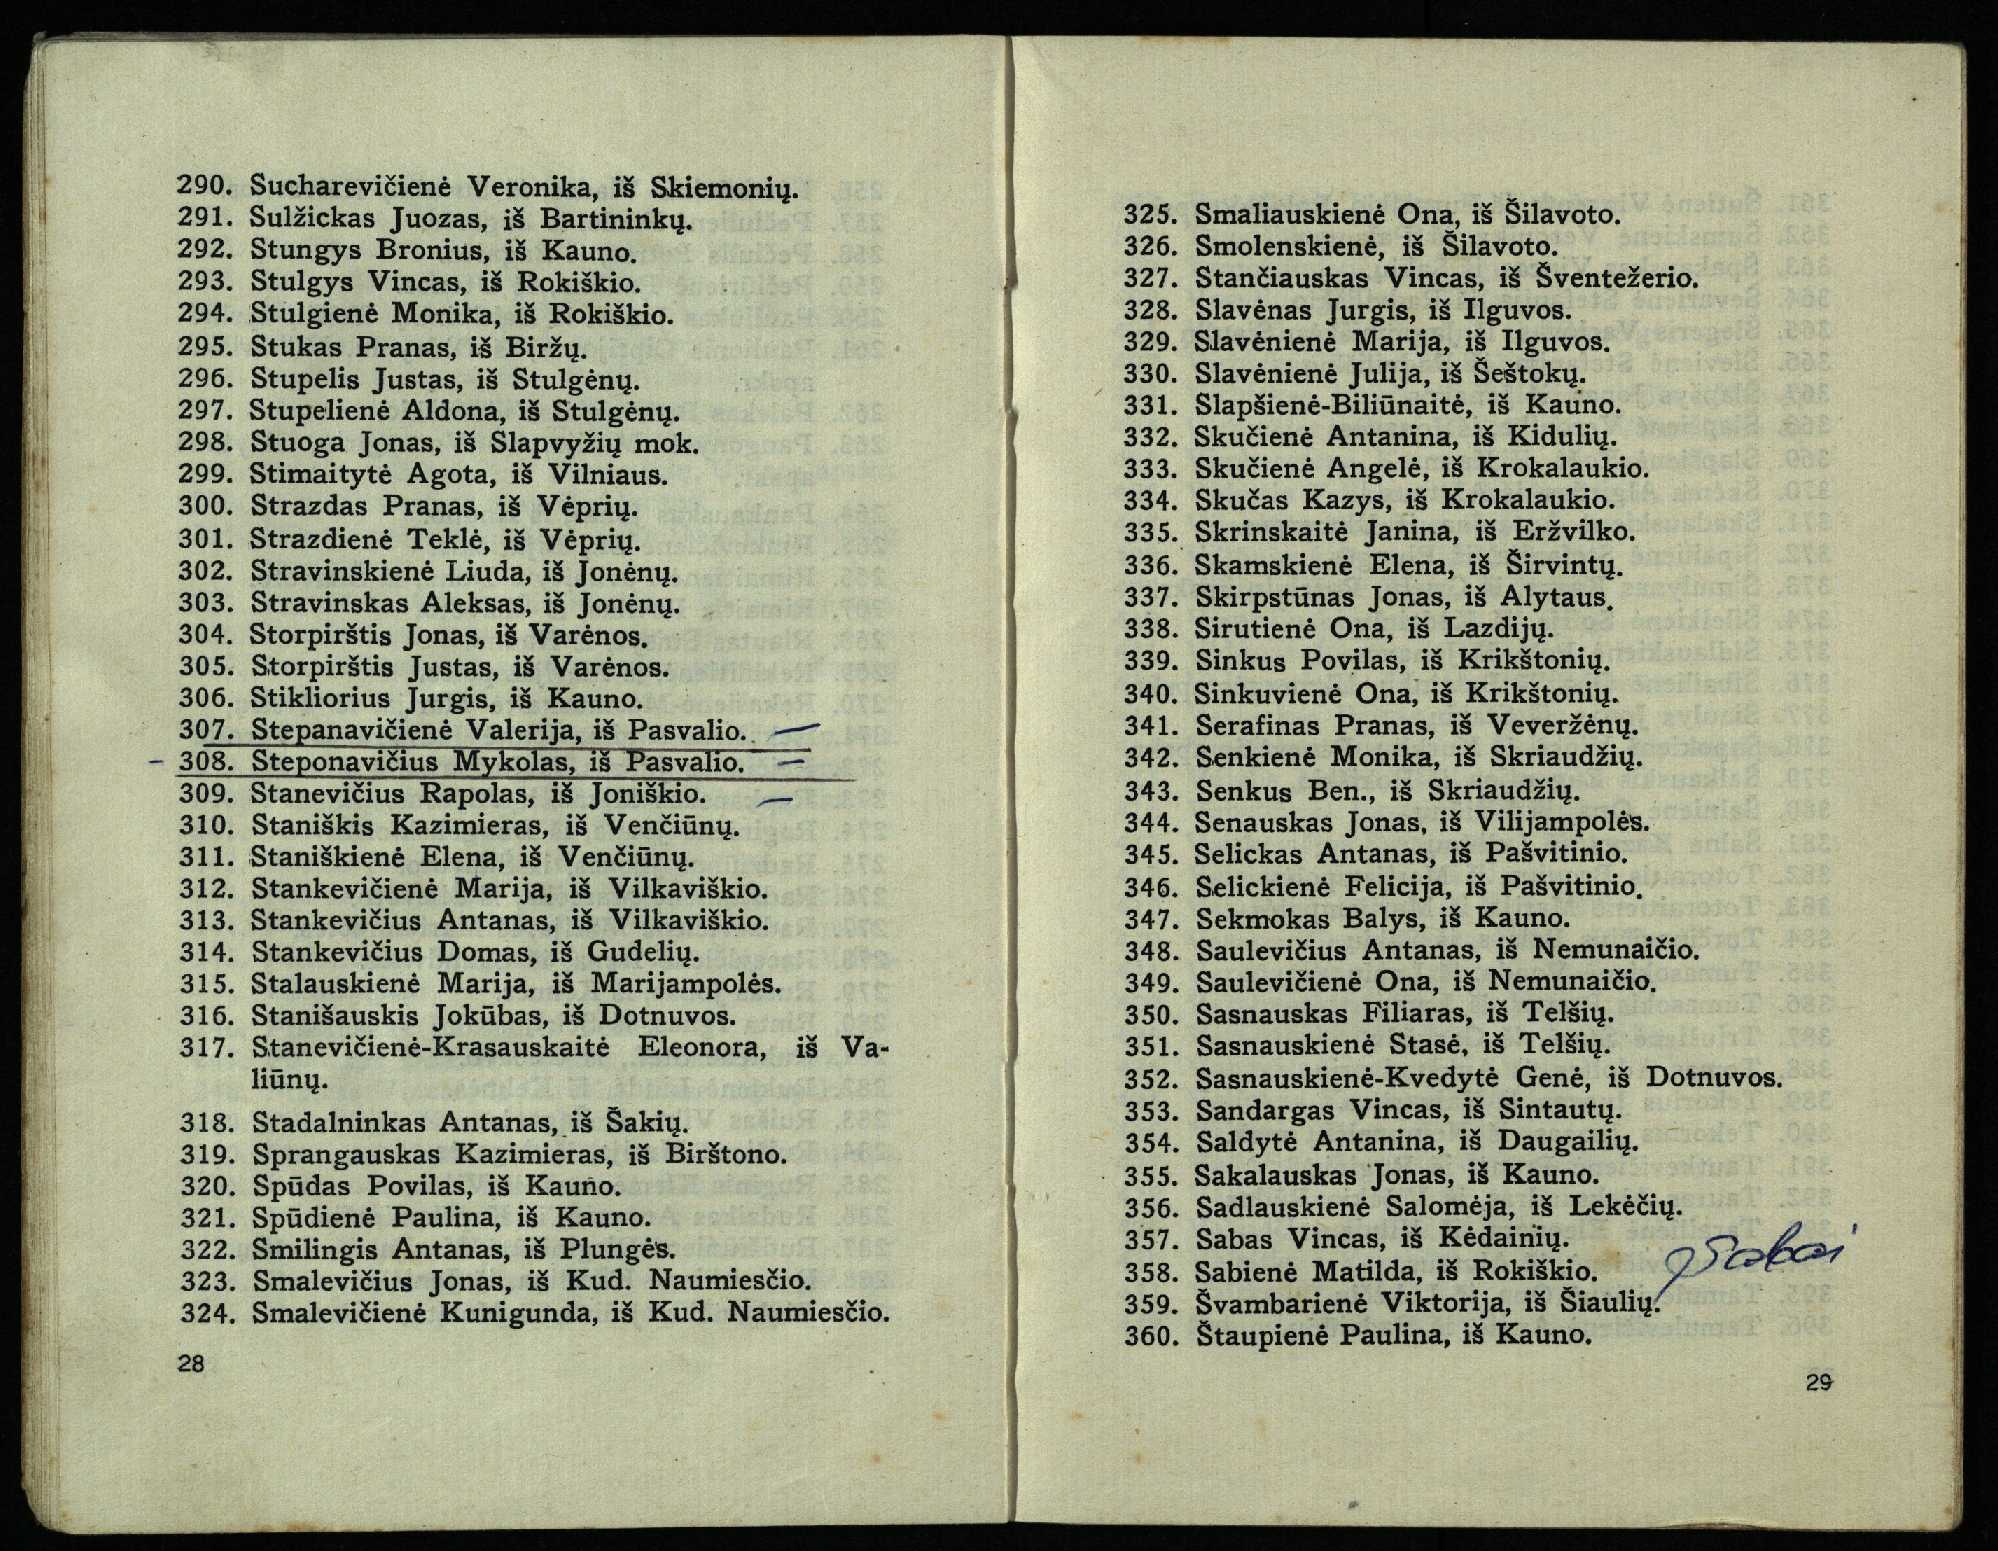 290. Sucharevičienė Veronika, iš Skiemonių.
291. Sulžickas Juozas, iš Bartininkų.
292. Stungys Bronius, iš Kauno.
293. Stulgys Vincas, iš Rokiškio.
294. Stulgienė Monika, iš Rokiškio.
295. Stukas Pranas, iš Biržų.
296. Stupelis Justas, iš Stulgėnų.
297. Stupelienė Aldona, iš Stulgėnų.
298. Stuoga Jonas, iš Slapvyžių mok.
299. Stimaitytė Agota, iš Vilniaus.
300. Strazdas Pranas, iš Vėprių.
301. Strazdienė Teklė, iš Vėprių.
302. Stravinskienė Liuda, iš Jonėnų.
303. Stravinskas Aleksas, iš Jonėnų.
304. Storpirštis Jonas, iš Varėnos.
305. Storpirštis Justas, iš Varėnos.
306. Stikliorius Jurgis, iš Kauno.
307. Stepanavičienė Valerija, iš Pasvalio.
308. Steponavičius Mykolas, iš Pasvalio.
309. Stanevičius Rapolas, iš Joniškio.
310. Staniškis Kazimieras, iš Venčiūnų.
311. Staniškienė Elena, iš Venčiūnų.
312. Stankevičienė Marija, iš Vilkaviškio.
313. Stankevičius Antanas, iš Vilkaviškio.
314. Stankevičius Domas, iš Gudelių.
315. Stalauskienė Marija, iš Marijampolės.
316. Stanišauskis Jokūbas, iš Dotnuvos.
317. Stanevičienė-Krasauskaitė Eleonora, iš Va-
liūnų.
318. Stadalninkas Antanas, iš Šakių.
319. Sprangauskas Kazimieras, iš Birštono.
320. Spūdas Povilas, iš Kauno.
321. Spūdienė Paulina, iš Kauno.
322. Smilingis Antanas, iš Plungės.
323. Smalevičius Jonas, iš Kud. Naumiesčio.
324. Smalevičienė Kunigunda, iš Kud. Naumiesčio.
28
325. Smaliauskienė Ona, iš Šilavoto.
326. Smolenskienė, iš Šilavoto.
327. Stančiauskas Vincas, iš Šventežerio.
328. Slavėnas Jurgis, iš Ilguvos.
329. Slavėnienė Marija, iš Ilguvos.
330. Slavėnienė Julija, iš Šeštokų.
331. Slapšienė-Biliūnaitė, iš Kauno.
332. Skučienė Antanina, iš Kidulių.
333. Skučienė Angelė, iš Krokalaukio.
334. Skučas Kazys, iš Krokalaukio.
335. Skrinskaitė Janina, iš Eržvilko.
336. Skamskienė Elena, iš Širvintų.
337. Skirpstūnas Jonas, iš Alytaus.
338. Sirutienė Ona, iš Lazdijų.
339. Sinkus Povilas, iš Krikštonių.
340. Sinkuvienė Ona, iš Krikštonių.
341. Serafinas Pranas, iš Veveržėnų.
342. Senkienė Monika, iš Skriaudžių.
343. Senkus Ben., iš Skriaudžių.
344. Senauskas Jonas, iš Vilijampolės.
345. Selickas Antanas, iš Pašvitinio.
346. Selickienė Felicija, iš Pašvitinio.
347. Sekmokas Balys, iš Kauno.
348. Saulevičius Antanas, iš Nemunaičio.
349. Saulevičienė Ona, iš Nemunaičio.
350. Sasnauskas Filiaras, iš Telšių.
351. Sasnauskienė Stasė, iš Telšių.
352. Sasnauskienė-Kvedytė Genė, iš Dotnuvos.
353. Sandargas Vincas, iš Sintautų.
354. Saldytė Antanina, iš Daugailių.
355. Sakalauskas Jonas, iš Kauno.
356. Sadlauskienė Salomėja, iš Lekėčių.
357. Sabas Vincas, iš Kėdainių.
358. Sabienė Matilda, iš Rokiškio.
359. Švambarienė Viktorija, iš Šiaulių.
360. Štaupienė Paulina, iš Kauno.
29